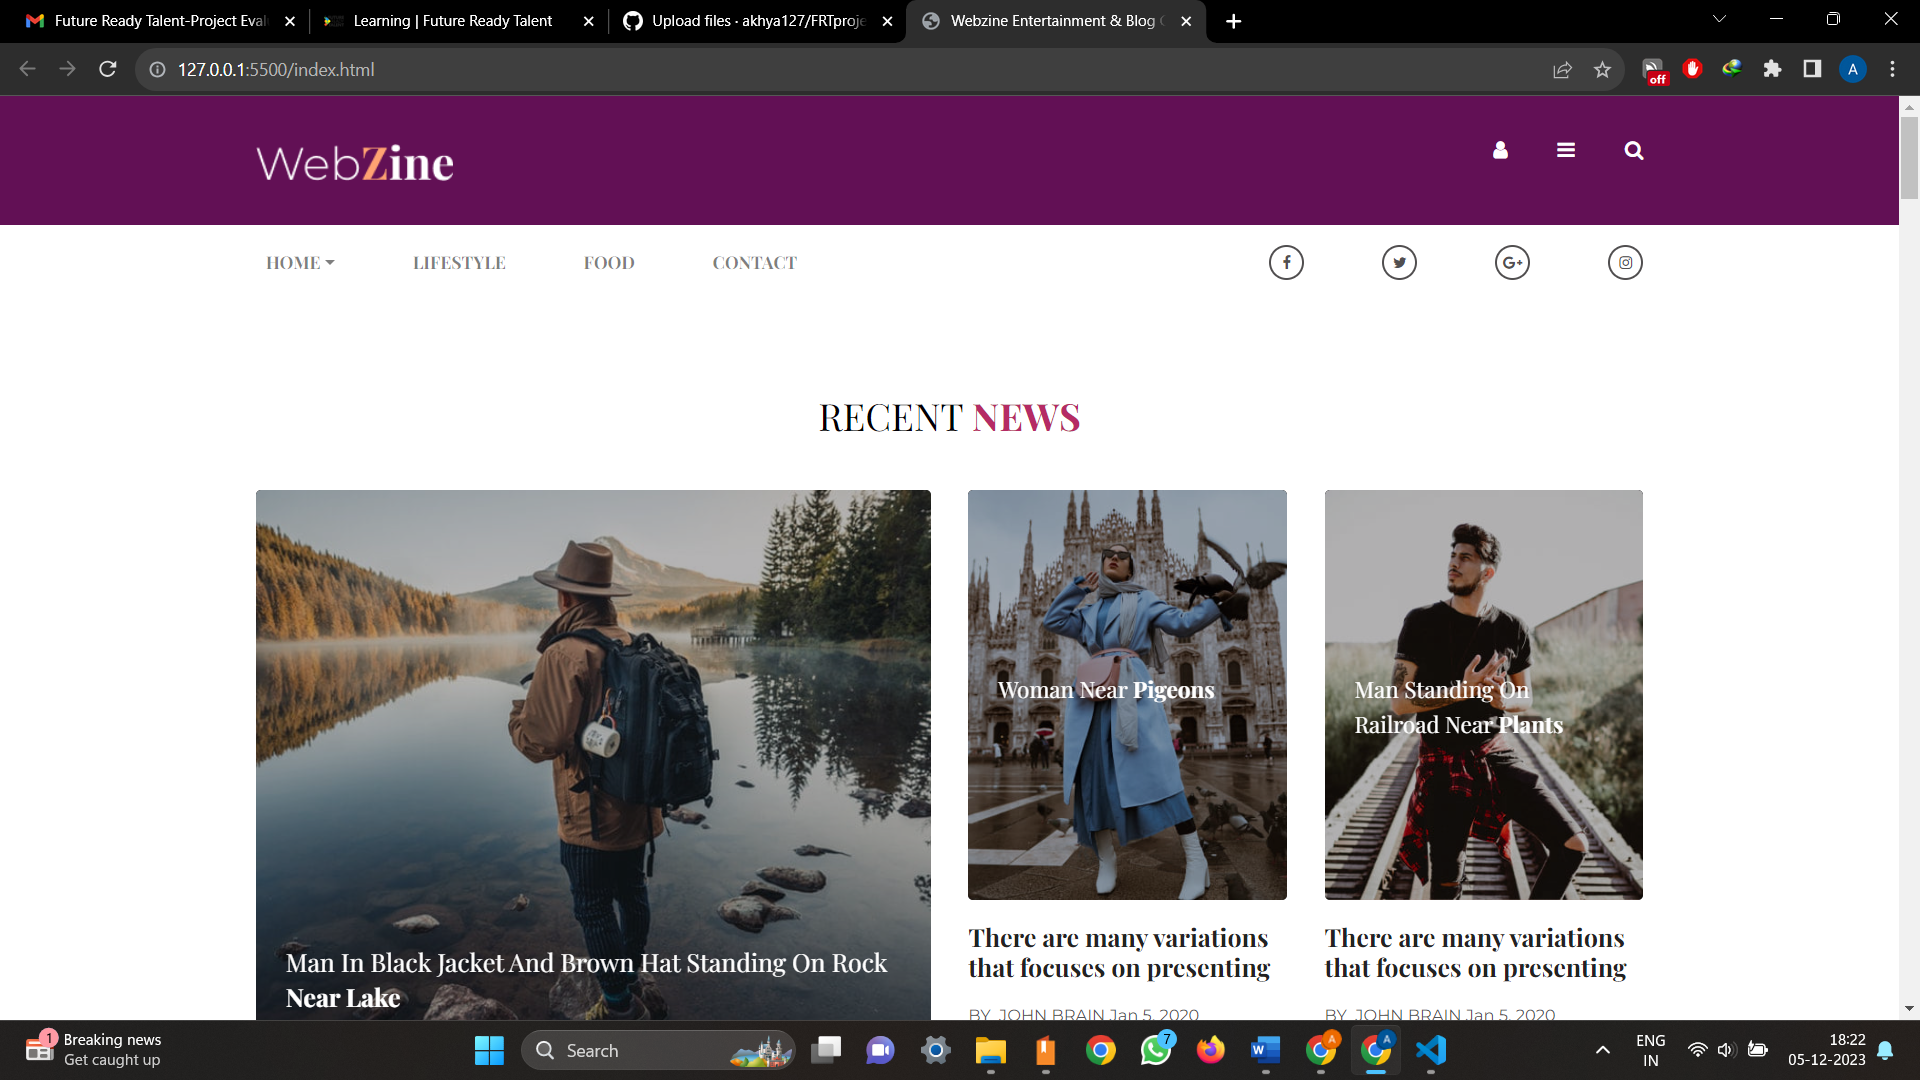 Future Ready Talent-Project Eval
Learning | Future Ready Talent
Upload files · akhya127/FRTproje
Webzine Entertainment & Blog
127.0.0.1:5500/index.html
off
A
WebZine
HOME
LIFESTYLE
FOOD
CONTACT
RECENT NEWS
Woman Near Pigeons
Man Standing On
Railroad Near Plants
Man In Black Jacket And Brown Hat Standing On Rock
Near Lake
There are many variations
that focuses on presenting
BY JOHN BRAIN Jan 5, 2020
There are many variations
that focuses on presenting
BY JOHN BRAIN Jan 5, 2020
1
Breaking news
Get caught up
Search
7
W
A
A
ENG
IN
18:22
05-12-2023